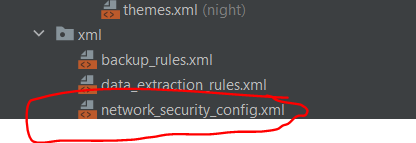 themes.xml (night)
xml
backup_rules.xml
data_extraction_rules.xml
network_security_config.xml